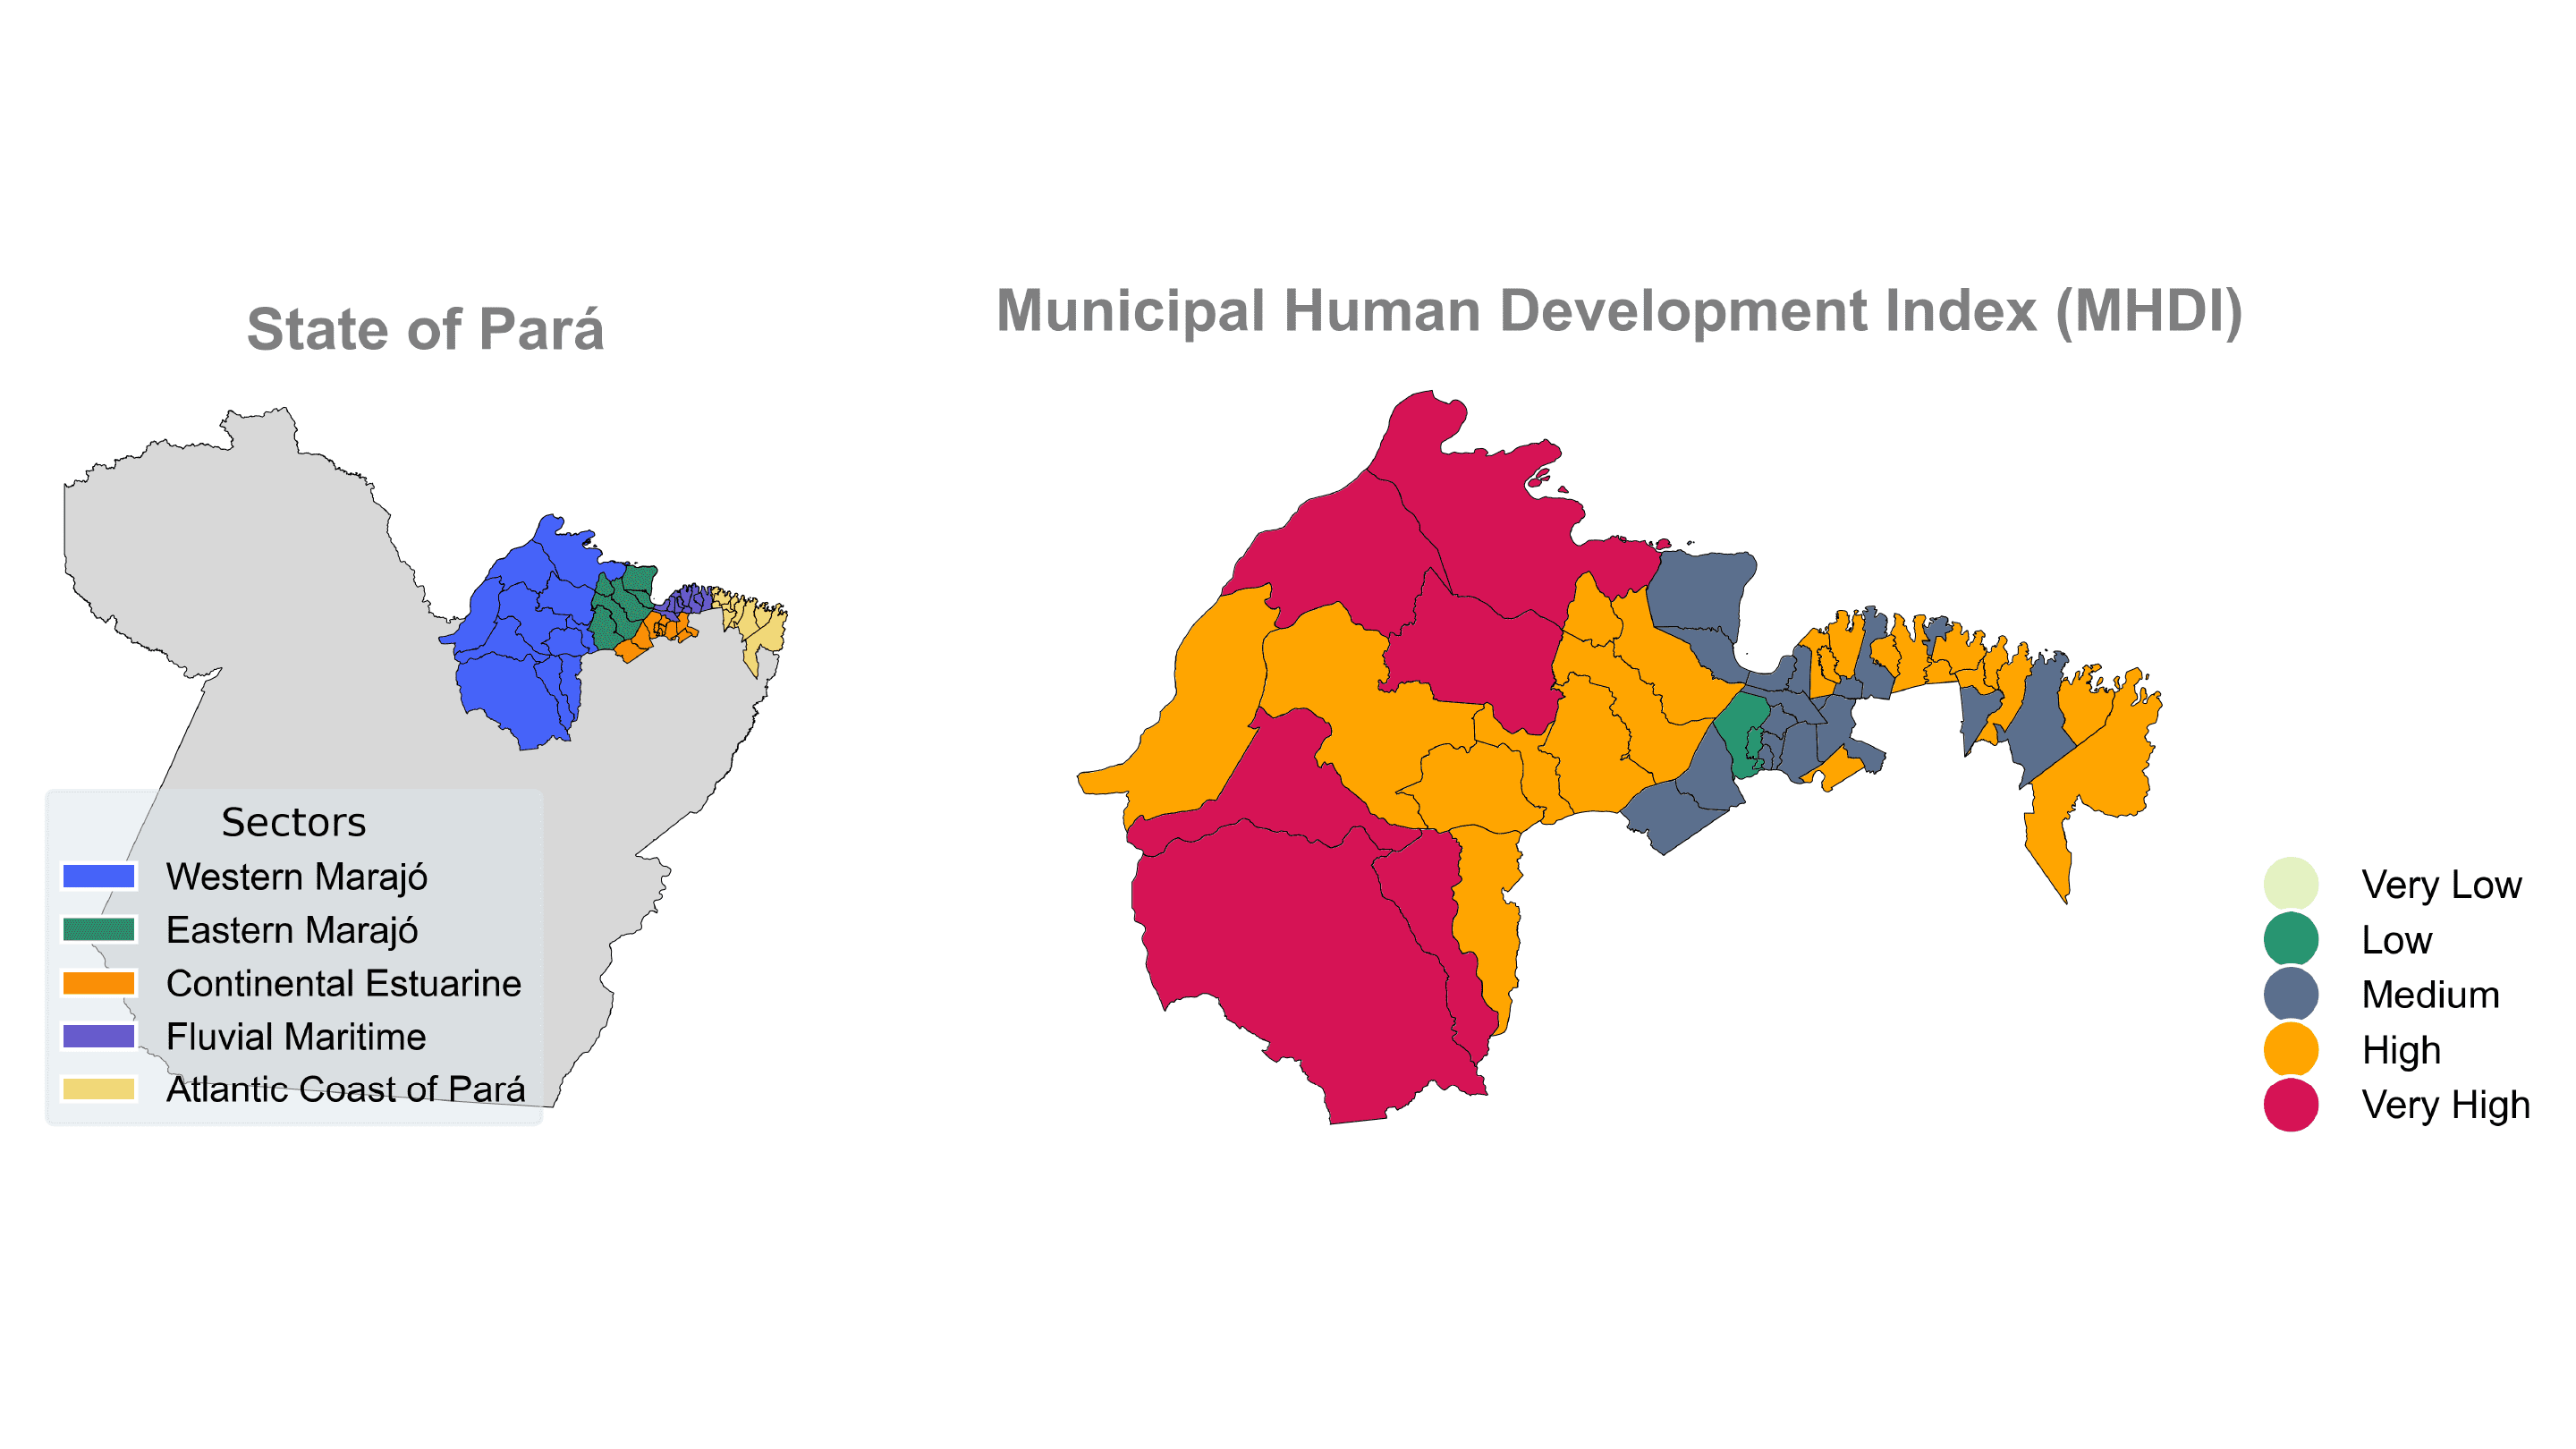 State of Pará
Municipal Human Development Index (MHDI)
Sectors
Western Marajó
Eastern Marajó
Continental Estuarine
Fluvial Maritime
Atlantic Coast of Pará
Very Low
Low
Medium
High
Very High